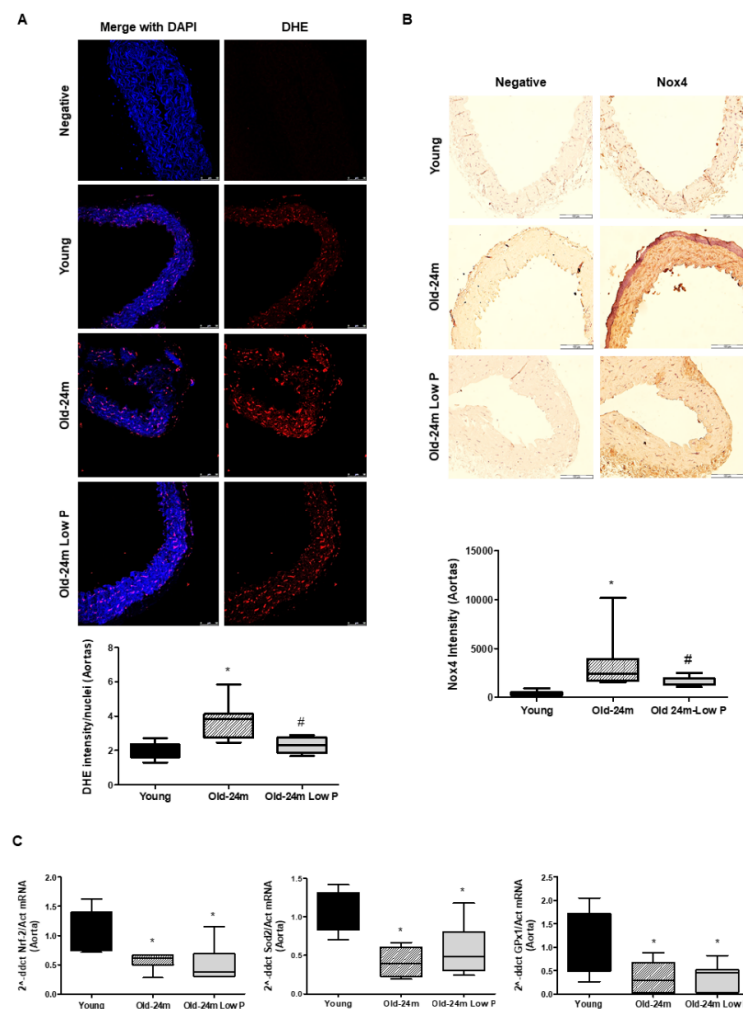 A
Merge with DAPI
DHE
Negative
Young
Old-24m
Old-24m Low P
DHE intensity/nuclei (Aortas)
8
6
4
2
0
*
#
Young
Old-24m
Old-24m Low P
B
Negative
Nox4
Young
Old-24m
Old-24m Low P
Nox4 Intensity (Aortas)
15000
10000
5000
0
*
#
Young
Old-24m
Old 24m-Low P
C
2^-ddct Nrf-2/Act mRNA
(Aorta)
2.0
1.5
1.0
0.5
0.0
*
*
Young
Old-24m
Old-24m Low P
2^-ddct Sod2/Act mRNA
(Aorta)
2.0
1.5
1.0
0.5
0.0
*
*
Young
Old-24m
Old-24m Low P
2^-ddct GPx1/Act mRNA
(Aorta)
2.5
2.0
1.5
1.0
0.5
0.0
*
*
Young
Old-24m
Old-24m Low P